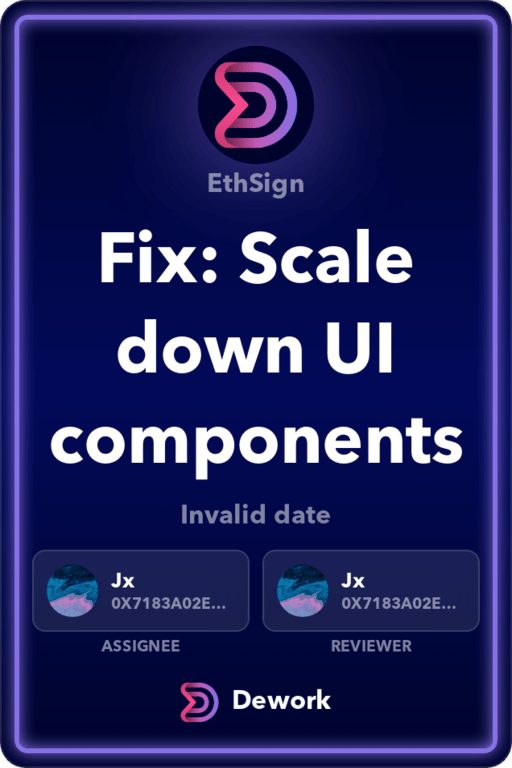 EthSign
Fix: Scale
down UI
components
Invalid date
Jx
0X7183A02E...
ASSIGNEE
Jx
0X7183A02E...
REVIEWER
Dework